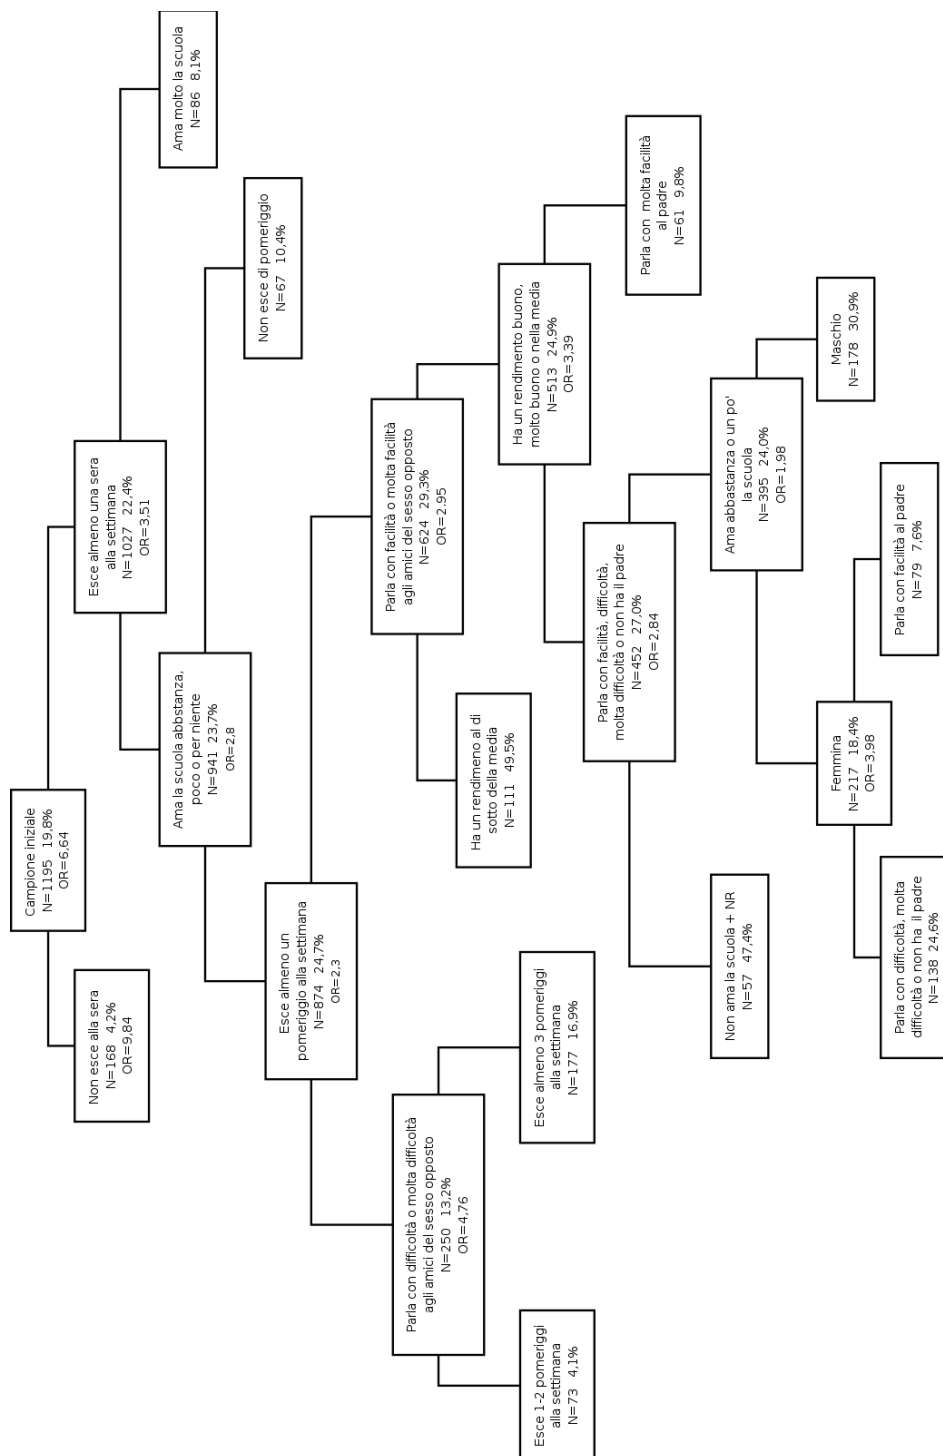 Campione iniziale
N=1195 19,8%
OR=6,64
Non esce alla sera
N=168 4,2%
OR=9,84
Esce almeno una sera
alla settimana
N=1027 22,4%
OR=3,51
Ama la scuola abbstanza,
poco o per niente
N=941 23,7%
OR=2,8
Ama molto la scuola
N=86 8,1%
Esce almeno un
pomeriggio alla settimana
N=874 24,7%
OR=2,3
Non esce di pomeriggio
N=67 10,4%
Parla con difficoltà o molta difficoltà
agli amici del sesso opposto
N=250 13,2%
OR=4,76
Parla con facilità o molta facilità
agli amici del sesso opposto
N=624 29,3%
OR=2.95
Esce 1-2 pomeriggi
alla settimana
N=73 4,1%
Esce almeno 3 pomeriggi
alla settimana
N=177 16,9%
Ha un rendimeno al di
sotto della media
N=111 49,5%
Ha un rendimento buono,
molto buono o nella media
N=513 24,9%
OR=3,39
Parla con facilità, difficoltà,
molta difficoltà o non ha il padre
N=452 27,0%
OR=2,84
Parla con molta facilità
al padre
N=61 9,8%
Non ama la scuola + NR
N=57 47,4%
Ama abbastanza o un po'
la scuola
N=395 24,0%
OR=1,98
Femmina
N=217 18,4%
OR=3,98
Maschio
N=178 30,9%
Parla con difficoltà, molta
difficoltà o non ha il padre
N=138 24,6%
Parla con facilità al padre
N=79 7,6%